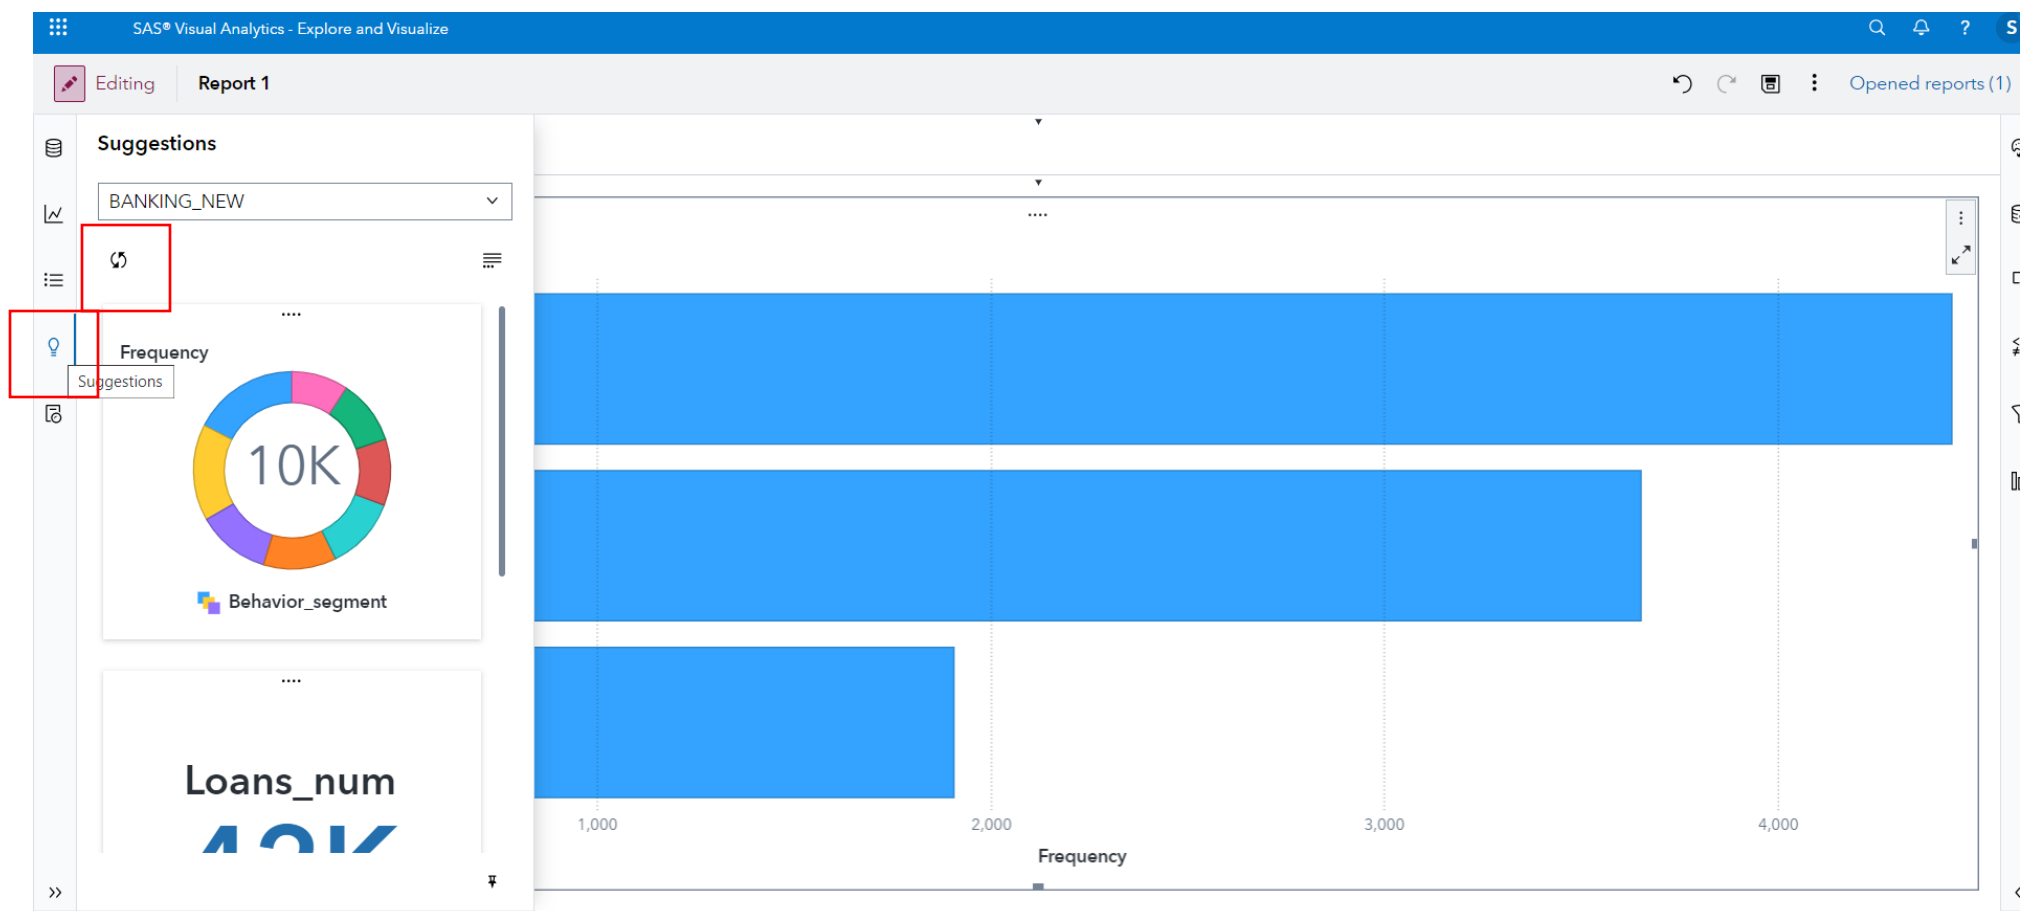 SAS® Visual Analytics - Explore and Visualize
?
S
Editing
Report 1
Opened reports (1)
Suggestions
BANKING_NEW
Frequency
Suggestions
10K
Behavior_segment
Loans_num
1,000
2,000
3,000
4,000
Frequency